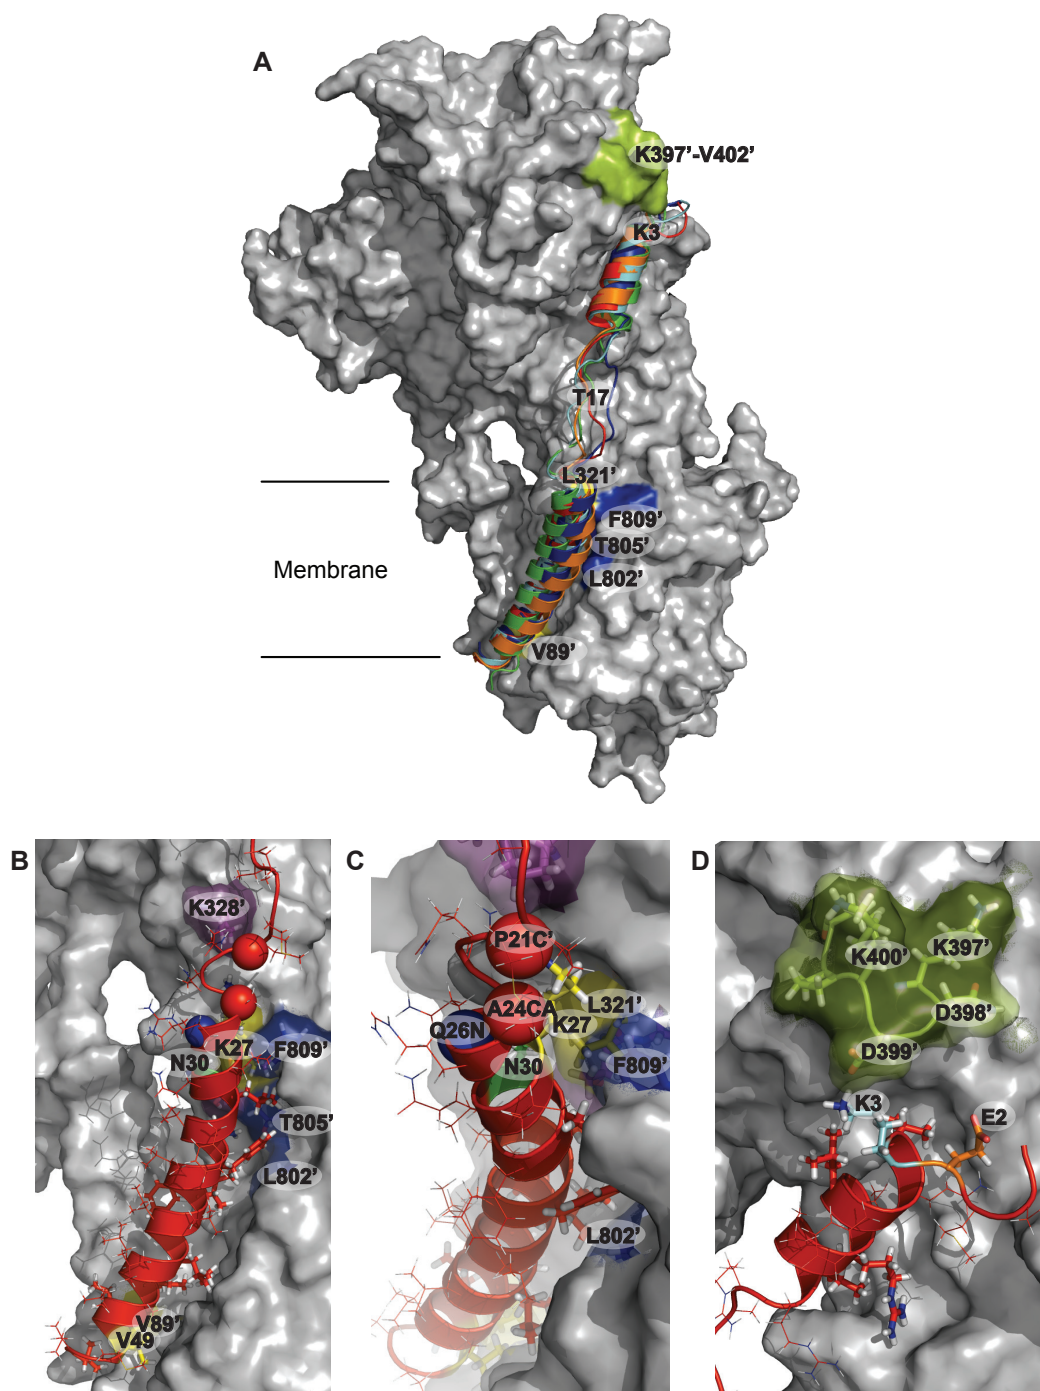 A
K397’-V402’
K3
T17
L321’
F809’
T805’
Membrane
L802’
V89’
B
K328’
K27
F809’
N30
T805’
L802’
V89’
V49
C
P21C’
L321’
A24CA
K27
Q26N
N30
F809’
L802’
D
K397’
K400’
D398’
D399’
K3
E2